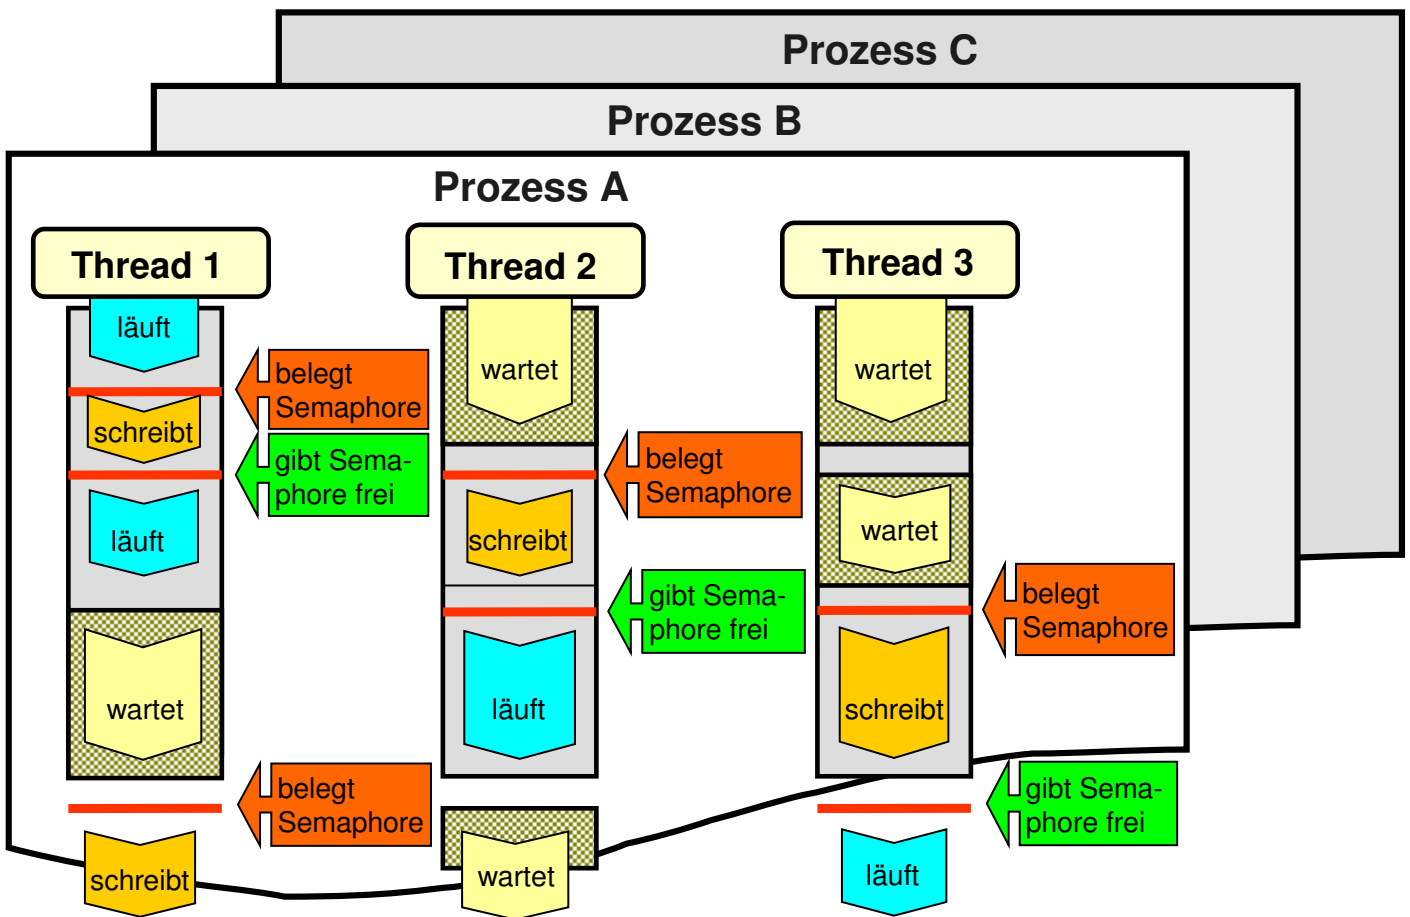 Prozess C
Prozess B
Prozess A
Thread 1
Thread 2
Thread 3
läuft
wartet
wartet
belegt
Semaphore
schreibt
gibt Sema-
phore frei
belegt
Semaphore
läuft
schreibt
wartet
gibt Sema-
phore frei
belegt
Semaphore
wartet
läuft
schreibt
belegt
Semaphore
gibt Sema-
phore frei
schreibt
wartet
läuft